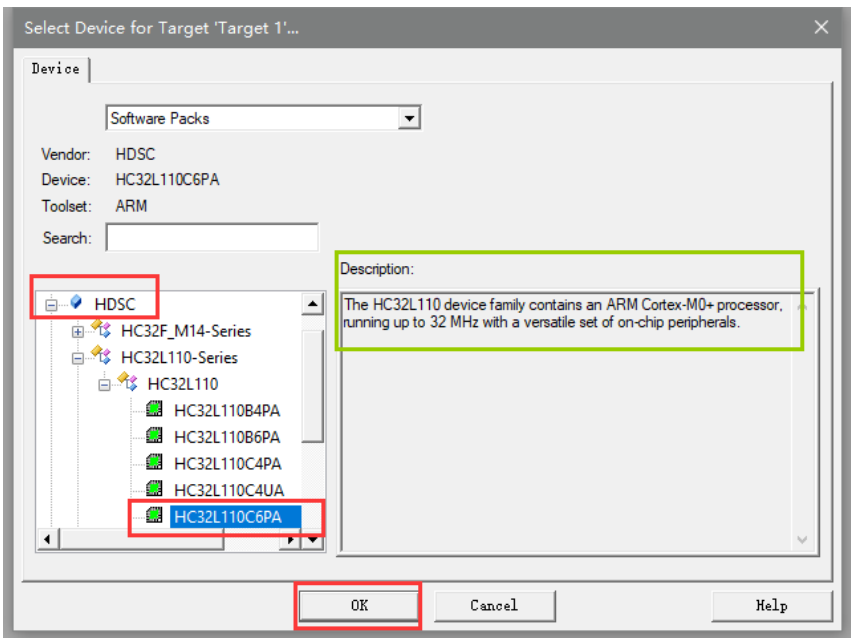 Select Device for Target 'Target 1'...
Device
Software Packs
Vendor: HDSC
Device: HC32L110C6PA
Toolset: ARM
Search:
Description:
HDSC
HC32F_M14-Series
HC32L110-Series
HC32L110
HC32L110B4PA
HC32L110B6PA
HC32L110C4PA
HC32L110C4UA
HC32L110C6PA
The HC32L110 device family contains an ARM Cortex-M0+ processor,
running up to 32 MHz with a versatile set of on-chip peripherals.
OK
Cancel
Help